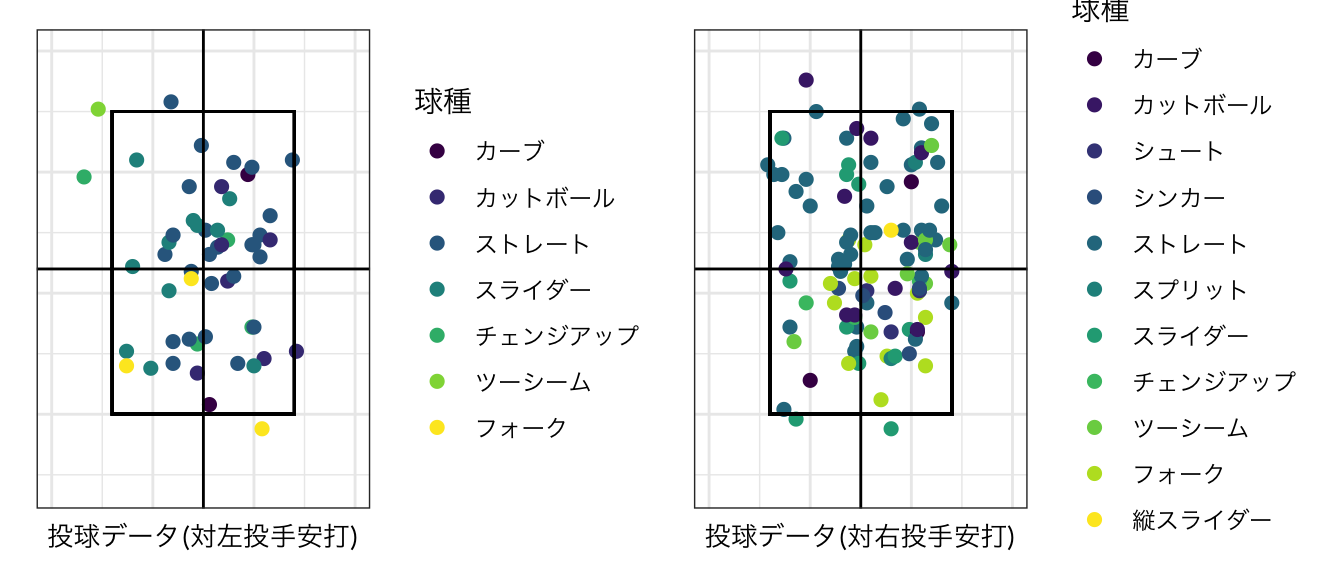 球種
カーブ
カットボール
ストレート
スライダー
チェンジアップ
ツーシーム
フォーク
投球データ(対左投手安打)
球種
カーブ
カットボール
シュート
シンカー
ストレート
スプリット
スライダー
チェンジアップ
ツーシーム
フォーク
縦スライダー
投球データ(対右投手安打)